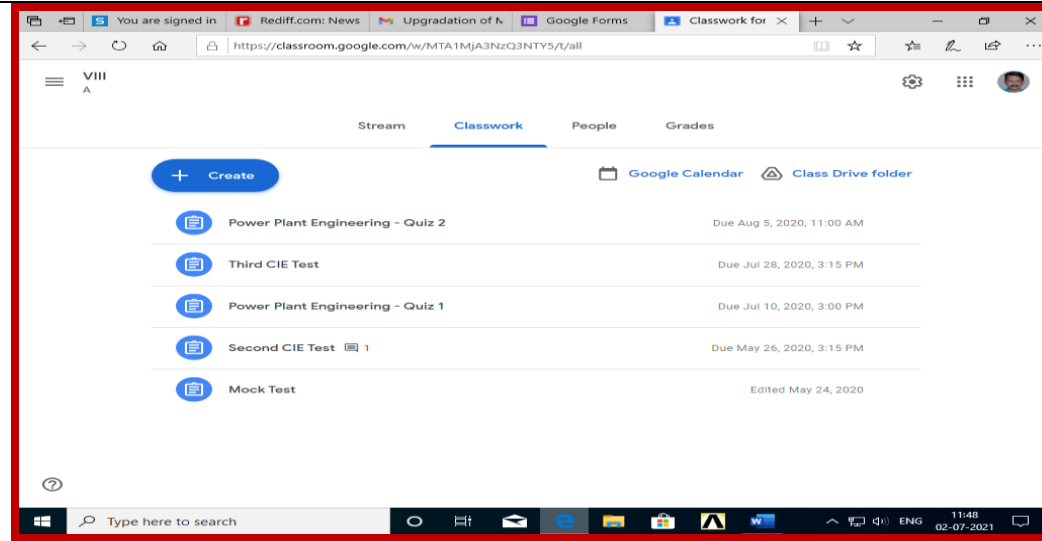 You are signed in Rediff.com: News Upgradation of Google Forms Classwork for
https://classroom.google.com/w/MTA1MjA3NzQ3NTY5/t/all
VIII
A
Stream Classwork People Grades
+ Create Google Calendar Class Drive folder
Power Plant Engineering - Quiz 2 Due Aug 5, 2020, 11:00 AM
Third CIE Test Due Jul 28, 2020, 3:15 PM
Power Plant Engineering - Quiz 1 Due Jul 10, 2020, 3:00 PM
Second CIE Test 1 Due May 26, 2020, 3:15 PM
Mock Test Edited May 24, 2020
Type here to search ENG 11:48
02-07-2021